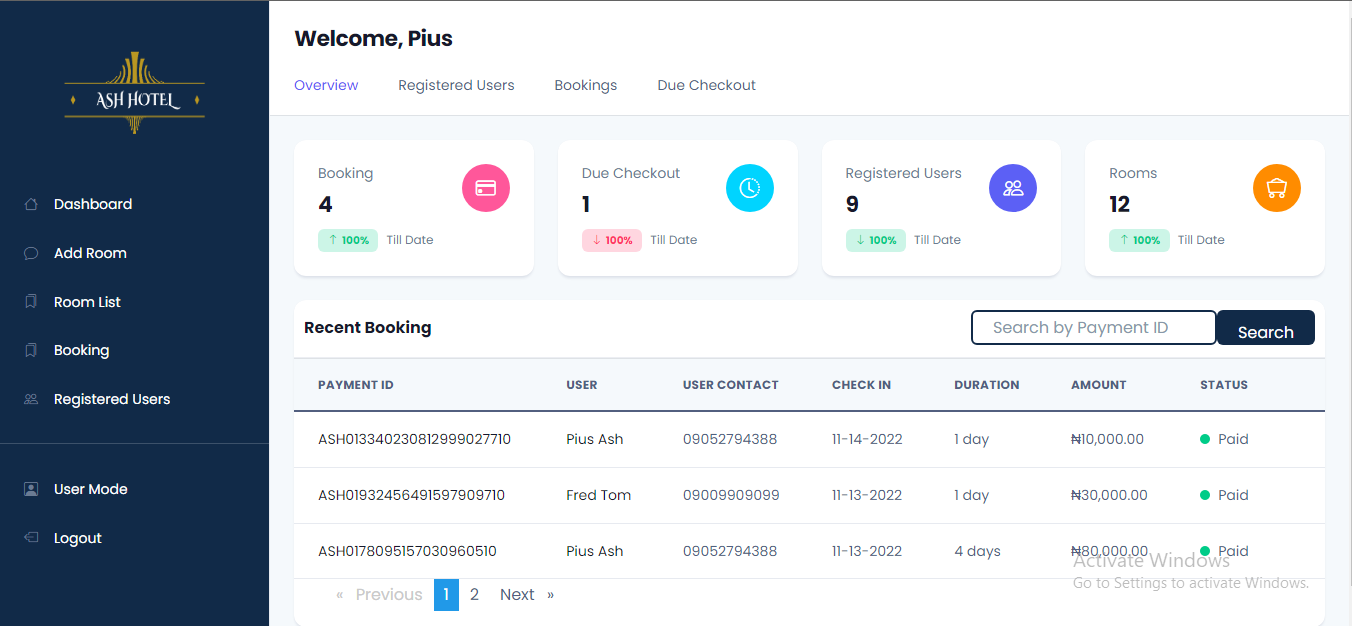 ASH HOTEL
Dashboard
Add Room
Room List
Booking
Registered Users
User Mode
Logout
Welcome, Pius
Overview Registered Users Bookings Due Checkout
Booking
4
↑ 100% Till Date
Due Checkout
1
↓ 100% Till Date
Registered Users
9
↓ 100% Till Date
Rooms
12
↑ 100% Till Date
Recent Booking
Search by Payment ID Search
PAYMENT ID USER USER CONTACT CHECK IN DURATION AMOUNT STATUS
ASH013340230812999027710 Pius Ash 09052794388 11-14-2022 1 day ₦10,000.00 Paid
ASH01932456491597909710 Fred Tom 09009909099 11-13-2022 1 day ₦30,000.00 Paid
ASH0178095157030960510 Pius Ash 09052794388 11-13-2022 4 days ₦80,000.00 Paid
« Previous 1 2 Next »
Activate Windows
Go to Settings to activate Windows.